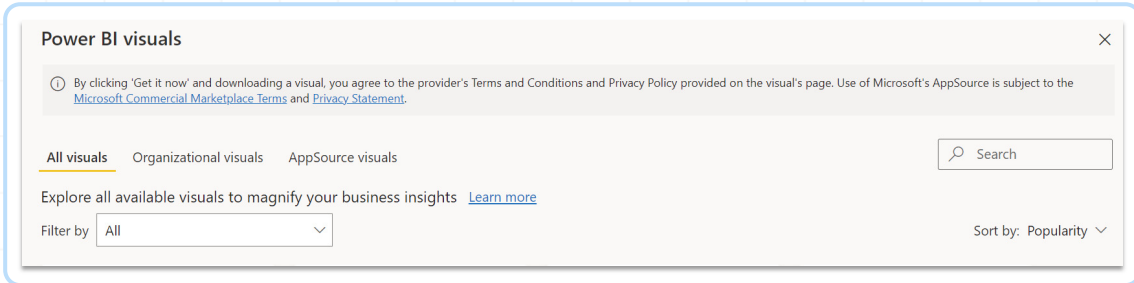 Power BI visuals
By clicking 'Get it now' and downloading a visual, you agree to the provider's Terms and Conditions and Privacy Policy provided on the visual's page. Use of Microsoft's AppSource is subject to the
Microsoft Commercial Marketplace Terms and Privacy Statement.
All visuals Organizational visuals AppSource visuals Search
Explore all available visuals to magnify your business insights Learn more
Filter by All Sort by: Popularity